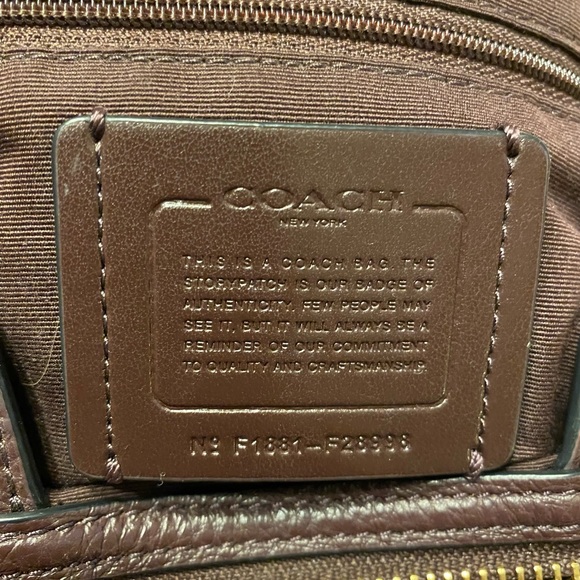 COACH
NEW YORK
THIS IS A COACH BAG. THE
STORYPATCH IS OUR BADGE OF
AUTHENTICITY. FEW PEOPLE MAY
SEE IT, BUT IT WILL ALWAYS BE A
REMINDER OF OUR COMMITMENT
TO QUALITY AND CRAFTSMANSHIP.
Nº F1681-F28998